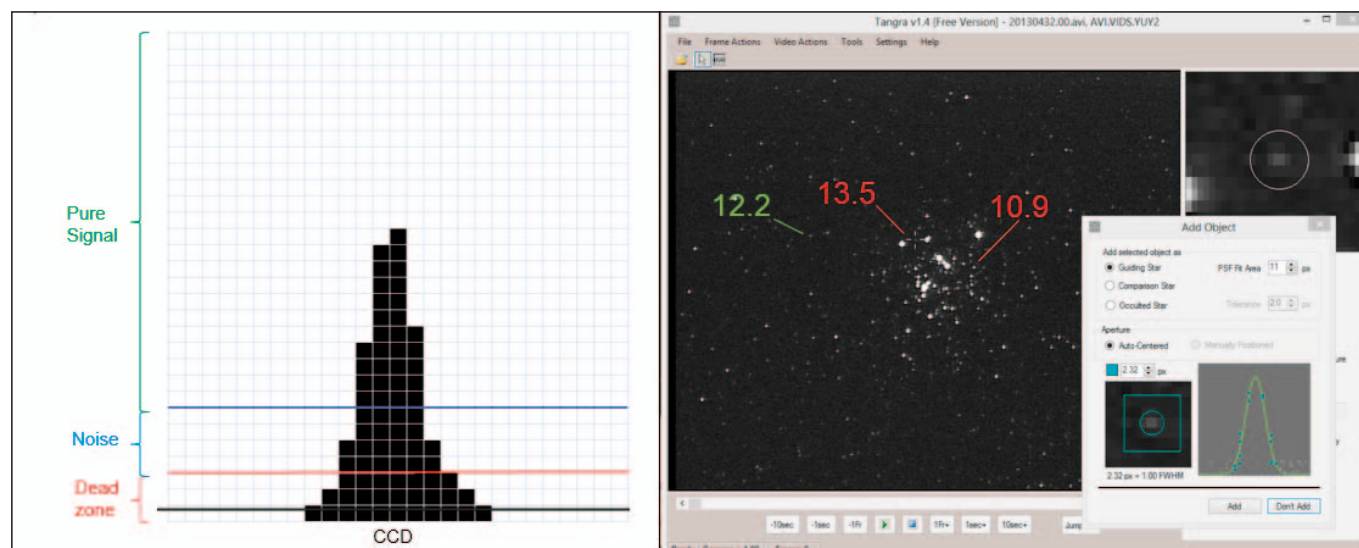 Pure
Signal
Noise
Dead
zone
CCD
Tangra v1.4 [Free Version] - 20130432.00.avi, AVI.VIDS.YUY2
File Frame Actions Video Actions Tools Settings Help
12.2
13.5
10.9
Add Object
Add selected object as
Guiding Star
PSF Fit Area 11 px
Comparison Star
Occulted Star
Tolerance 2.0 px
Aperture
Auto-Centered
Manually Positioned
2.32 px
2.32 px = 1.00 FWHM
Add
Don't Add
-10sec -1sec -1Fr 1Fr+ 1sec+ 10sec+ Jump